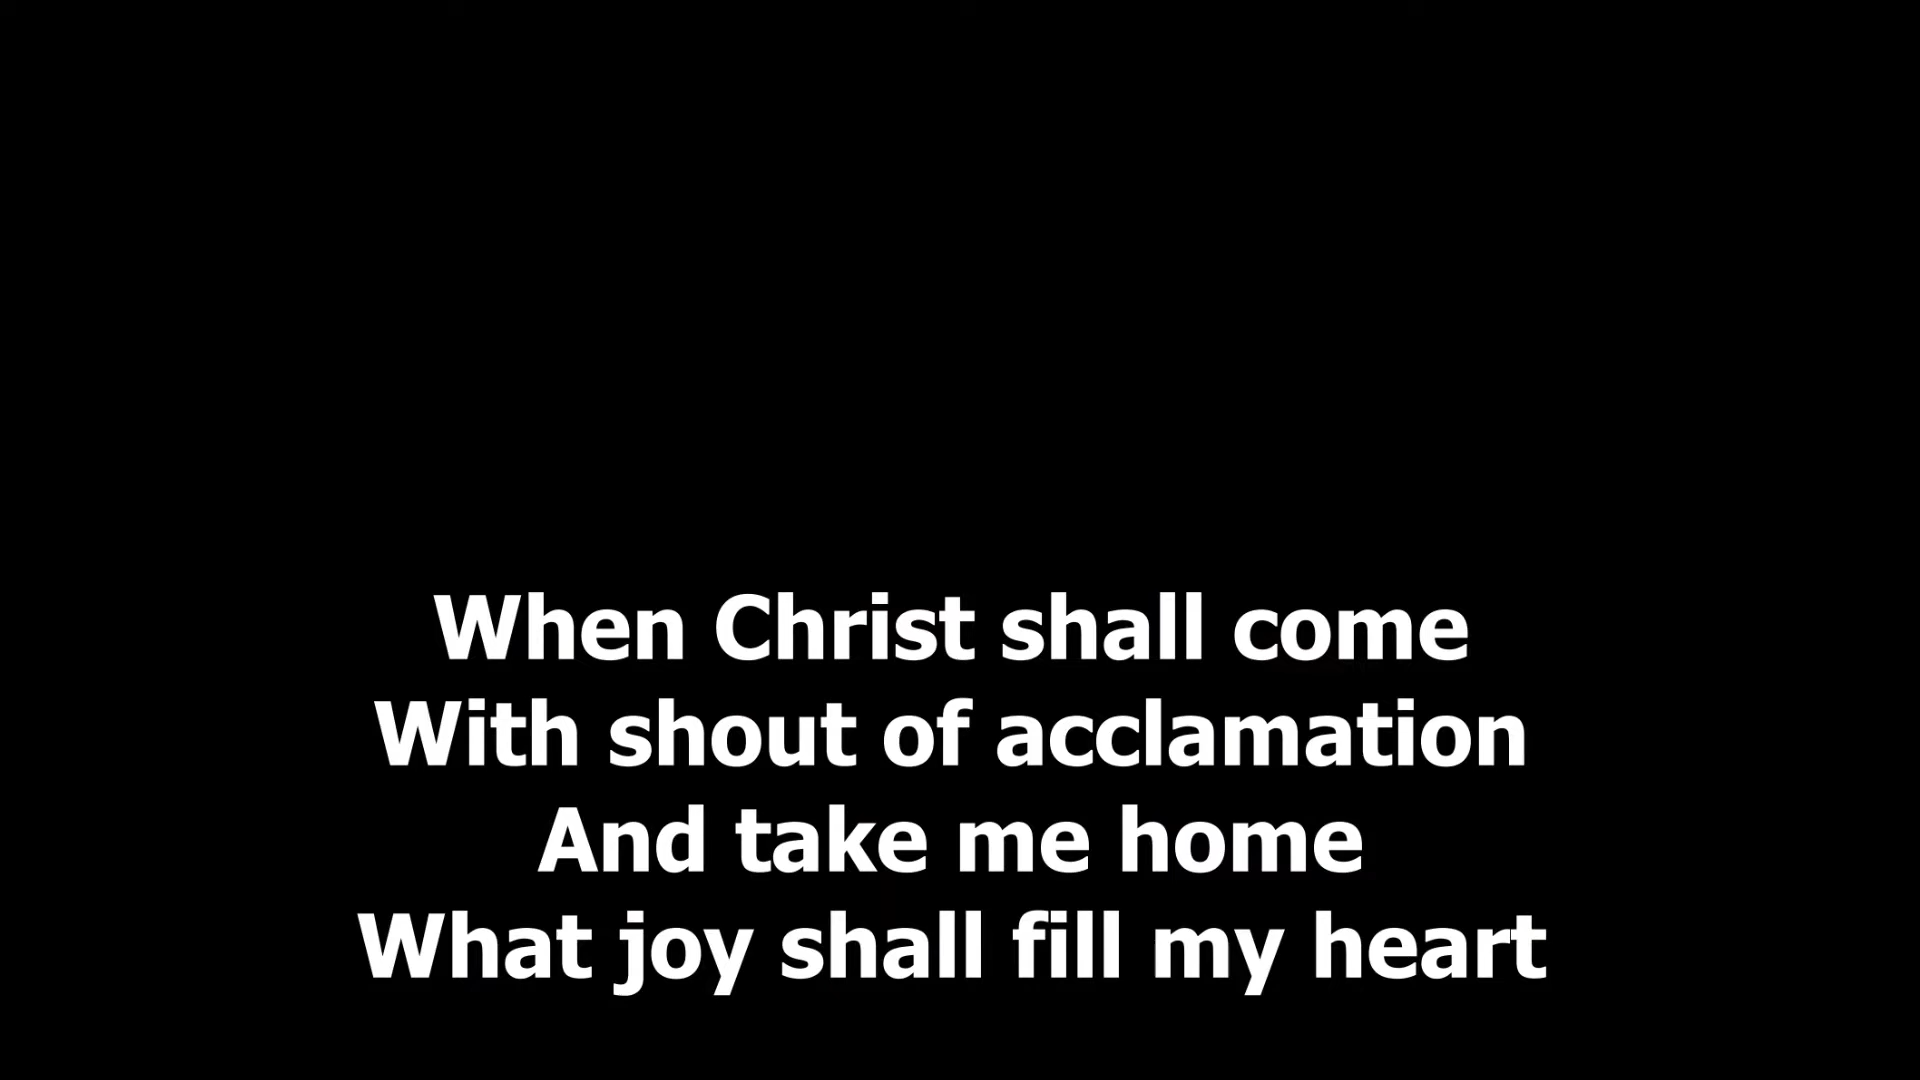 When Christ shall come
With shout of acclamation
And take me home
What joy shall fill my heart